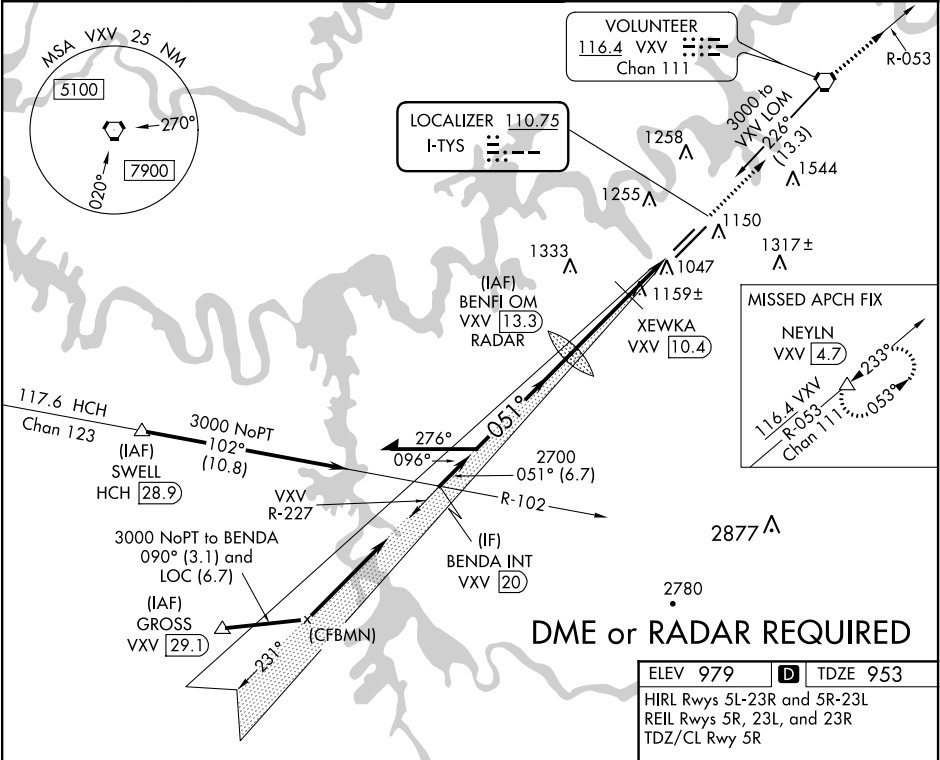 MSA VXV 25 NM
5100
270°
7900
020°
VOLUNTEER
116.4 VXV
Chan 111
R-053
LOCALIZER 110.75
I-TYS
3000 to
VXV LOM
226°
(13.3)
1258
1544
1255
1150
1333
1317±
1047
1159±
(IAF)
BENFI OM
VXV 13.3
RADAR
XEWKA
VXV 10.4
MISSED APCH FIX
NEYLN
VXV 4.7
233°
053°
116.4 VXV
R-053
Chan 111
117.6 HCH
Chan 123
3000 NoPT
102°
(10.8)
(IAF)
SWELL
HCH 28.9
276°
096°
051°
2700
051° (6.7)
VXV
R-227
R-102
(IF)
BENDA INT
VXV 20
3000 NoPT to BENDA
090° (3.1) and
LOC (6.7)
(IAF)
GROSS
VXV 29.1
(CFBMN)
231°
2877
2780
DME or RADAR REQUIRED
ELEV 979 D TDZE 953
HIRL Rwys 5L-23R and 5R-23L
REIL Rwys 5R, 23L, and 23R
TDZ/CL Rwy 5R